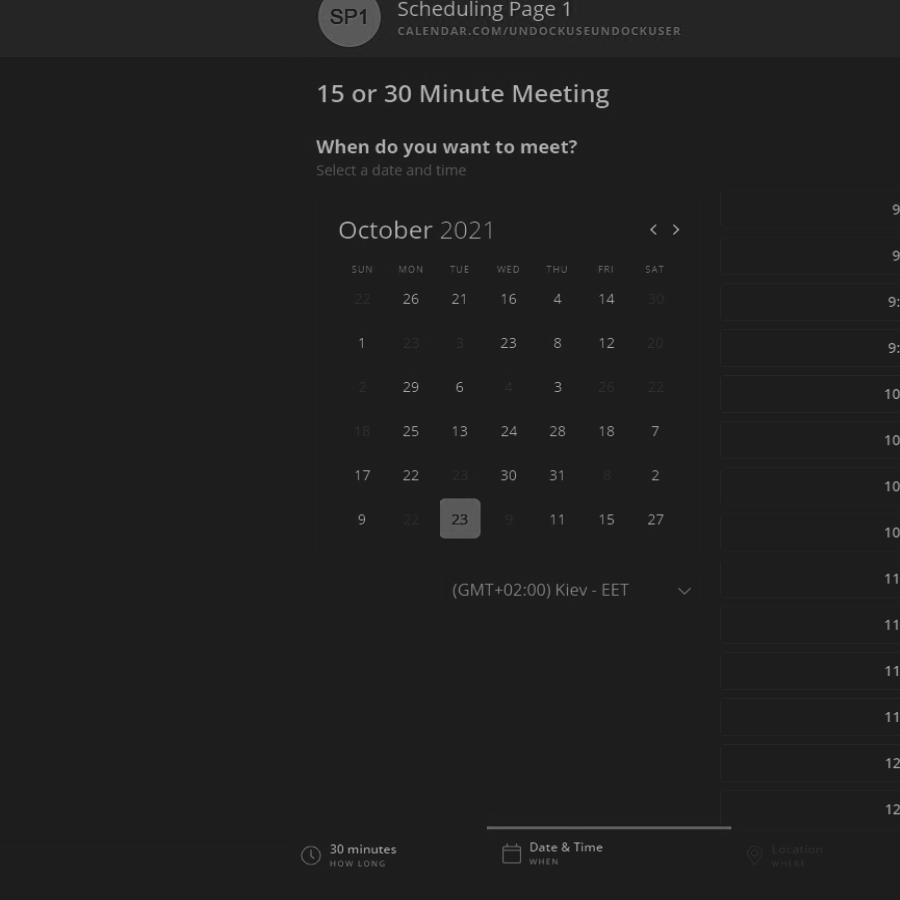 SP1
Scheduling Page 1
CALENDAR.COM/UNDOCKUSEUNDOCKUSER
15 or 30 Minute Meeting
When do you want to meet?
Select a date and time
October 2021
SUN MON TUE WED THU FRI SAT
22 26 21 16 4 14 30
1 23 3 23 8 12 20
2 29 6 4 3 26 22
18 25 13 24 28 18 7
17 22 23 30 31 8 2
9 22 23 9 11 15 27
(GMT+02:00) Kiev - EET
9
9
9:
9:
10
10
10
10
11
11
11
11
12
12
30 minutes
HOW LONG
Date & Time
WHEN
Location
WHERE